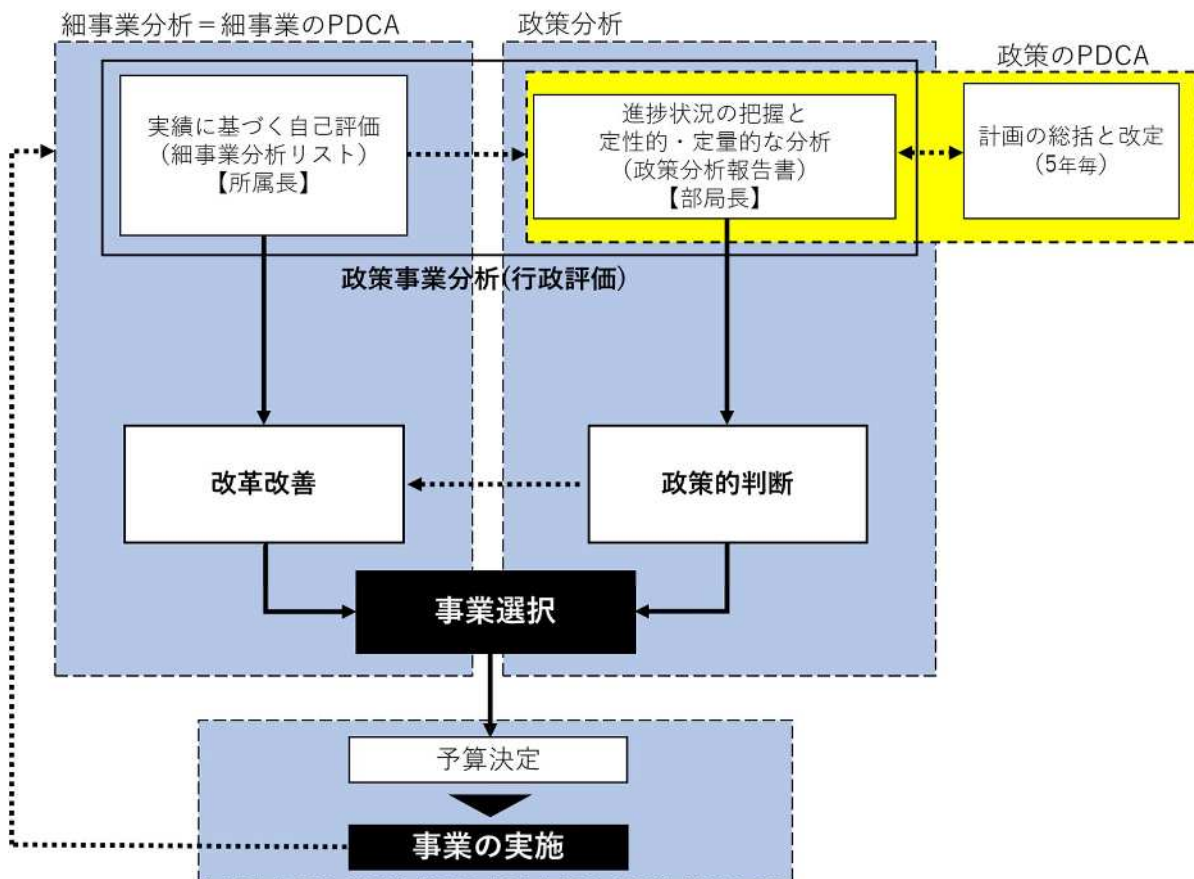 細事業分析＝細事業のPDCA
政策分析
政策のPDCA
実績に基づく自己評価
（細事業分析リスト）
【所属長】
進捗状況の把握と
定性的・定量的な分析
(政策分析報告書)
【部局長】
計画の総括と改定
(5年毎)
政策事業分析(行政評価)
改革改善
政策的判断
事業選択
予算決定
事業の実施